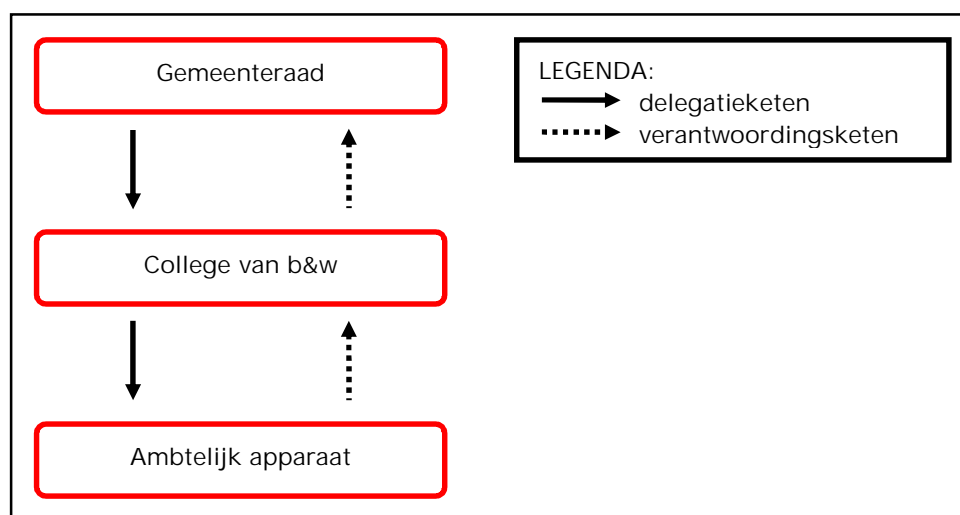 Gemeenteraad
LEGENDA:
delegatieketen
verantwoordingsketen
College van b&w
Ambtelijk apparaat